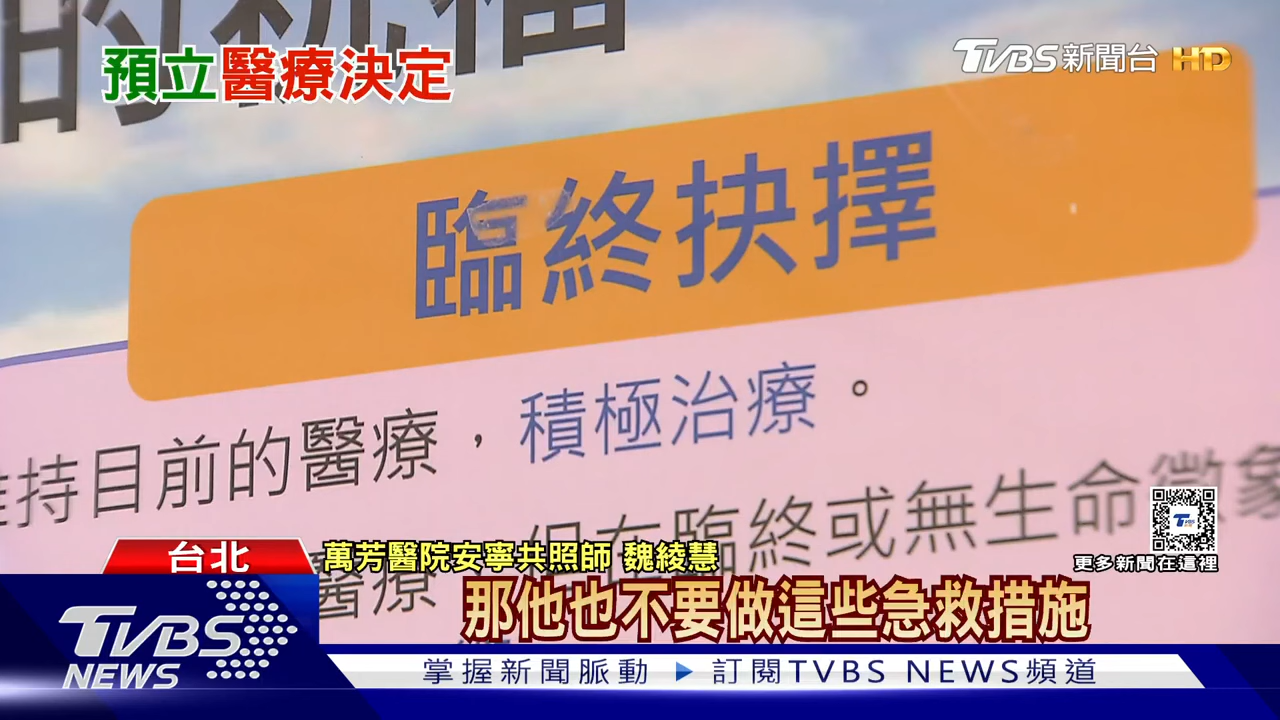 的祝福
預立醫療決定
TVBS新聞台 HD
臨終抉擇
維持目前的醫療，積極治療。
醫療 但在臨終或無生命徵象
更多新聞在這裡
台北
萬芳醫院安寧共照師 魏綾慧
那他也不要做這些急救措施
TVBS NEWS
掌握新聞脈動 ▶ 訂閱TVBS NEWS頻道